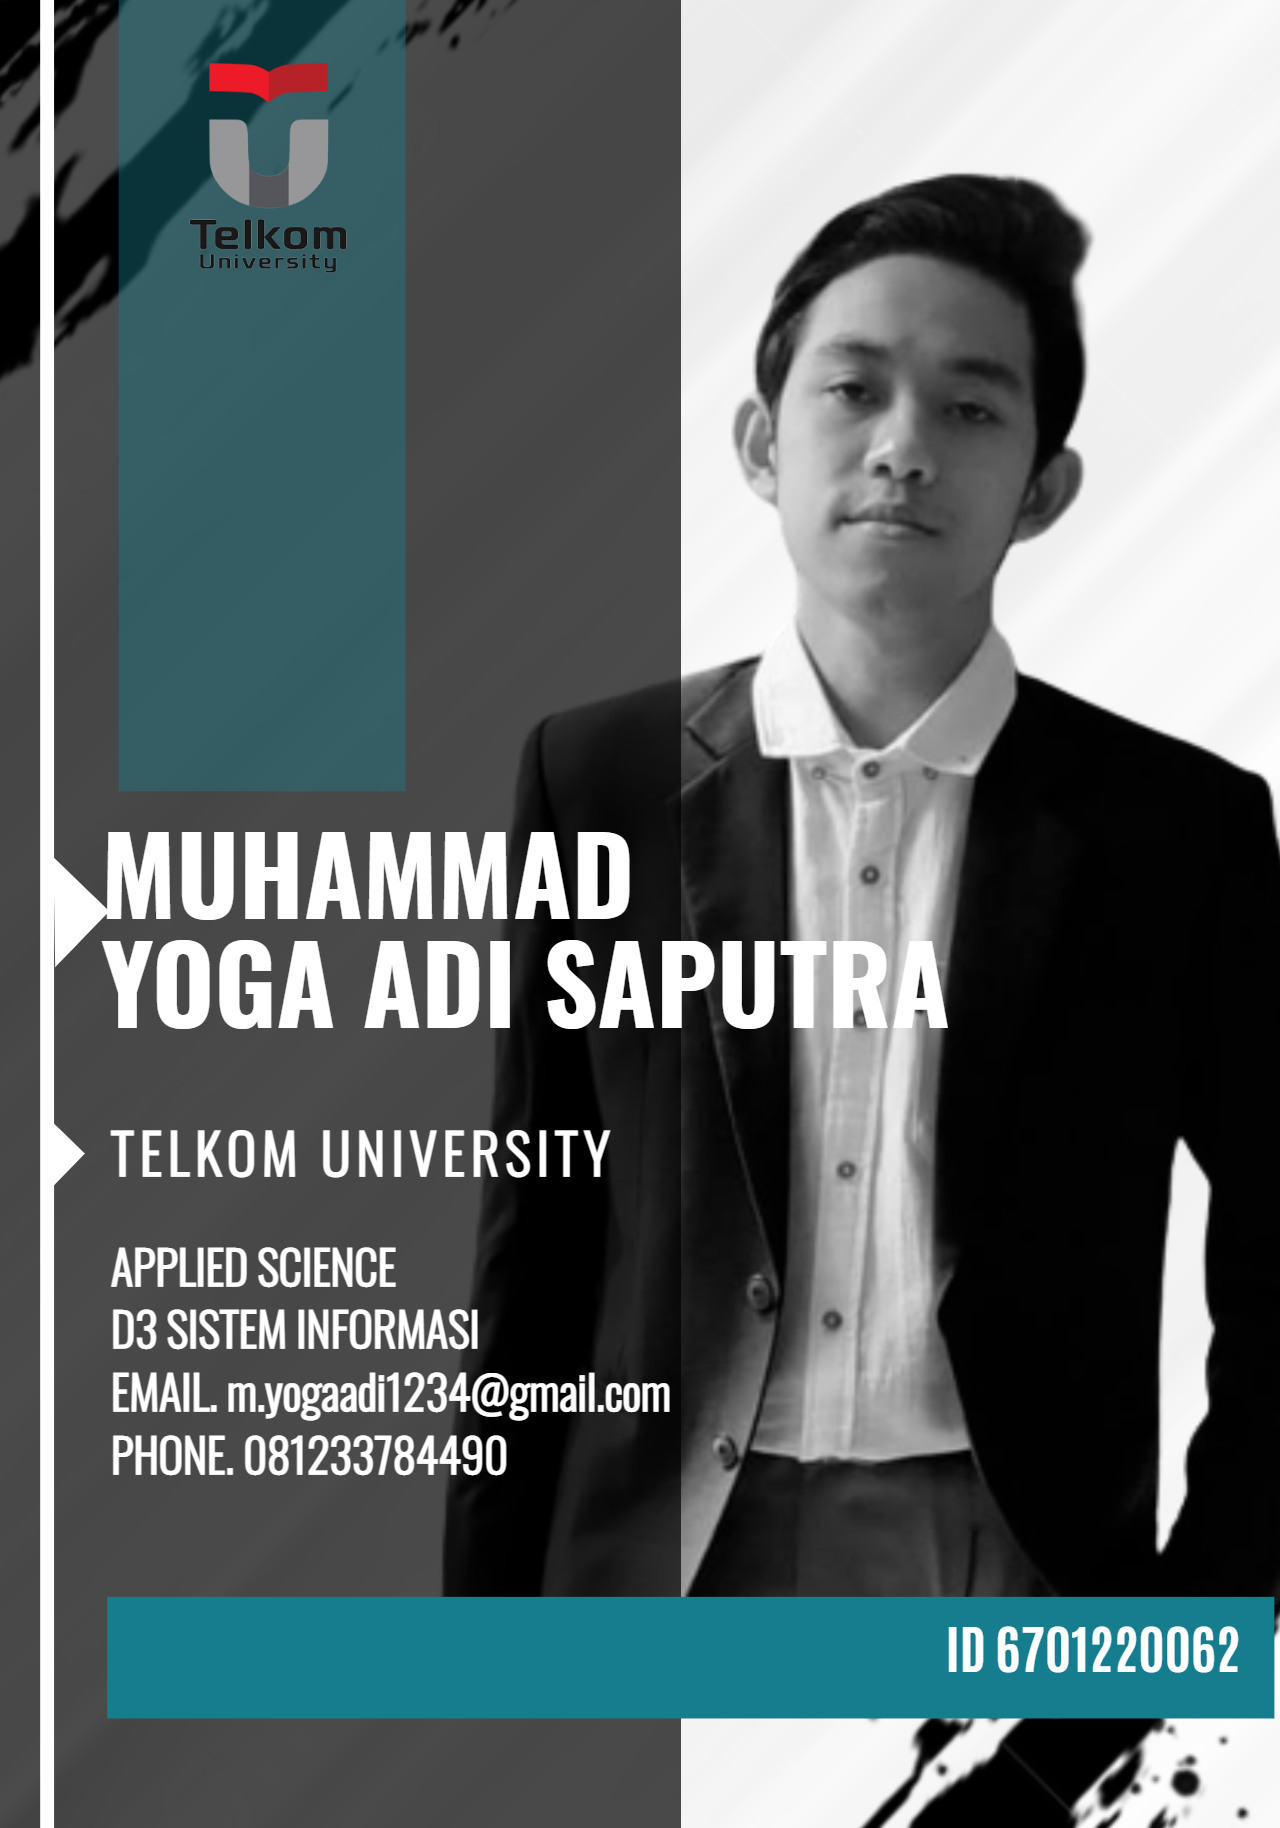 Telkom
University
MUHAMMAD
YOGA ADI SAPUTRA
TELKOM UNIVERSITY
APPLIED SCIENCE
D3 SISTEM INFORMASI
EMAIL. m.yogaadi1234@gmail.com
PHONE. 081233784490
ID 6701220062